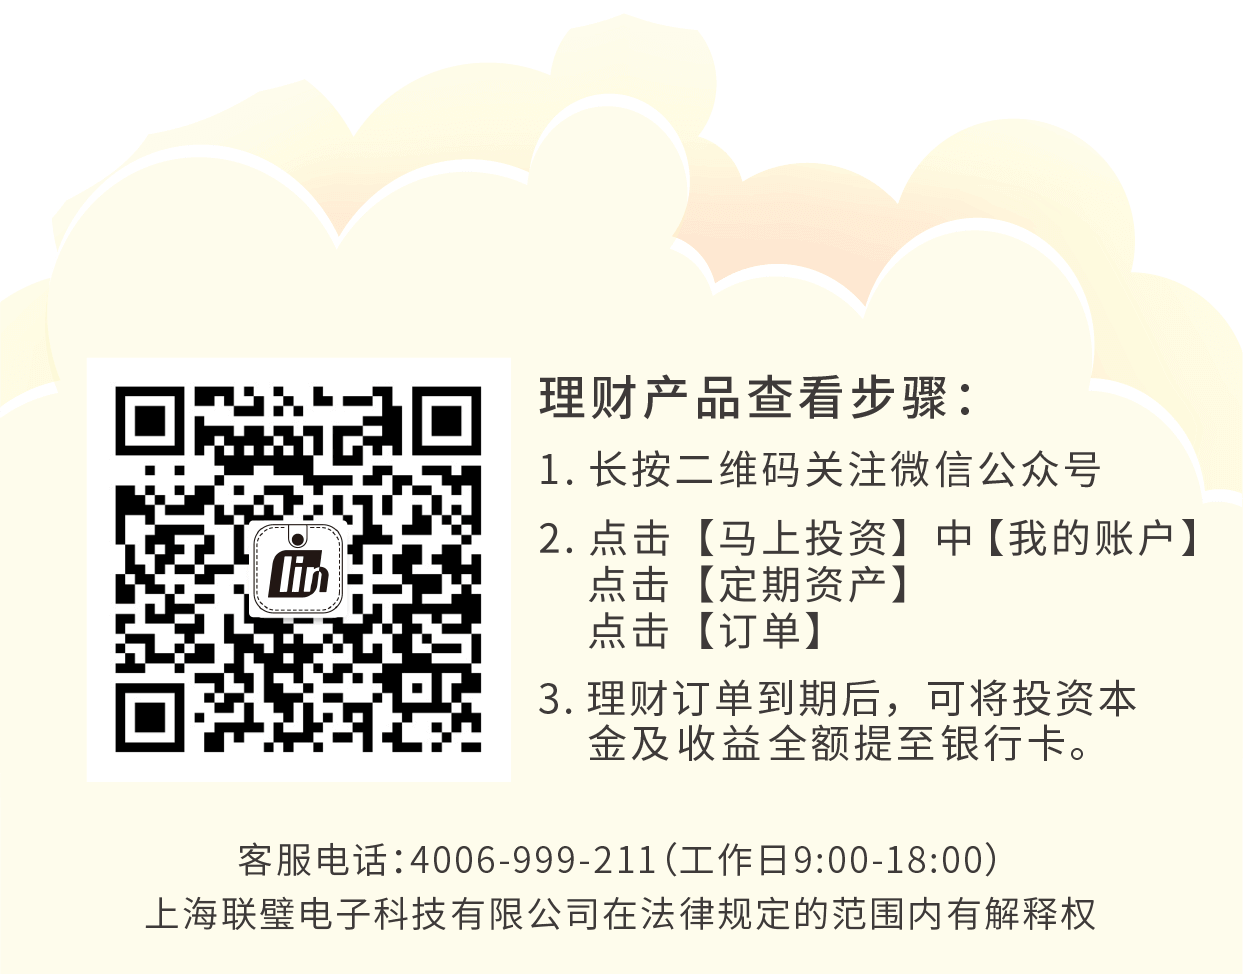 理财产品查看步骤：
1. 长按二维码关注微信公众号
2. 点击【马上投资】中【我的账户】
点击【定期资产】
点击【订单】
3. 理财订单到期后，可将投资本
金及收益全额提至银行卡。
客服电话：4006-999-211（工作日9:00-18:00）
上海联璧电子科技有限公司在法律规定的范围内有解释权